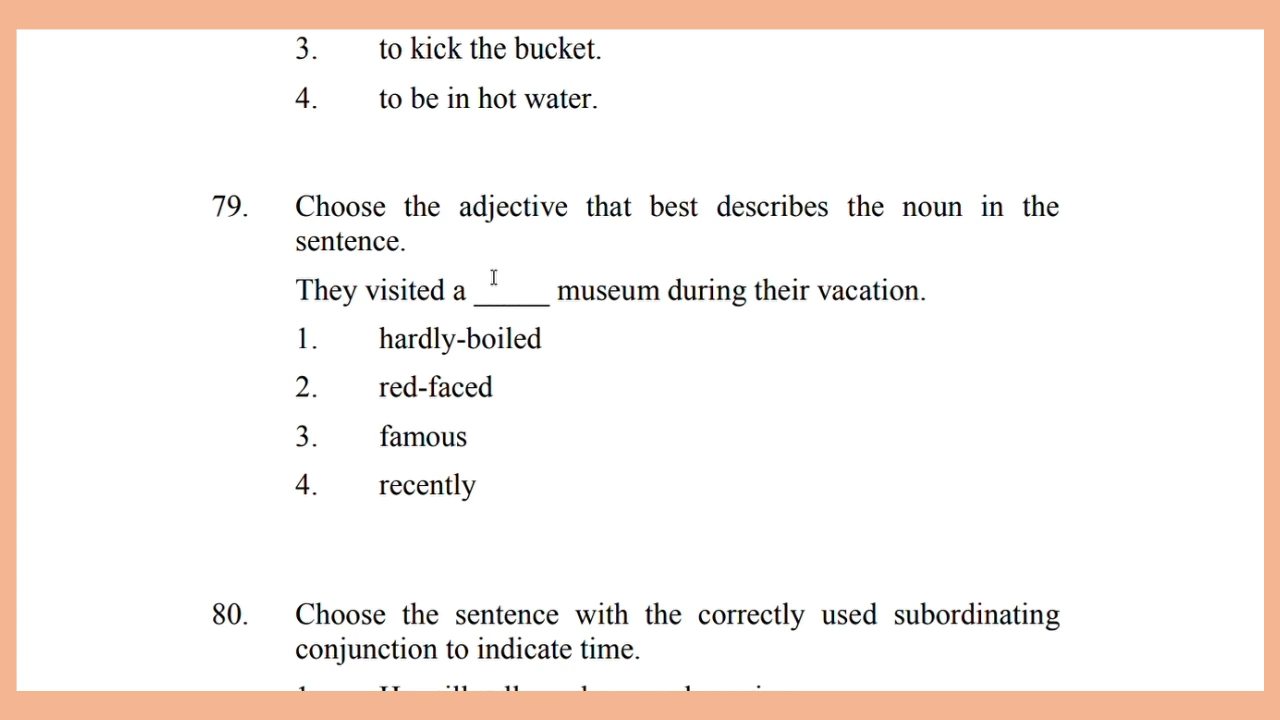 3. to kick the bucket.
4. to be in hot water.
79. Choose the adjective that best describes the noun in the
sentence.
They visited a _____ museum during their vacation.
1. hardly-boiled
2. red-faced
3. famous
4. recently
80. Choose the sentence with the correctly used subordinating
conjunction to indicate time.